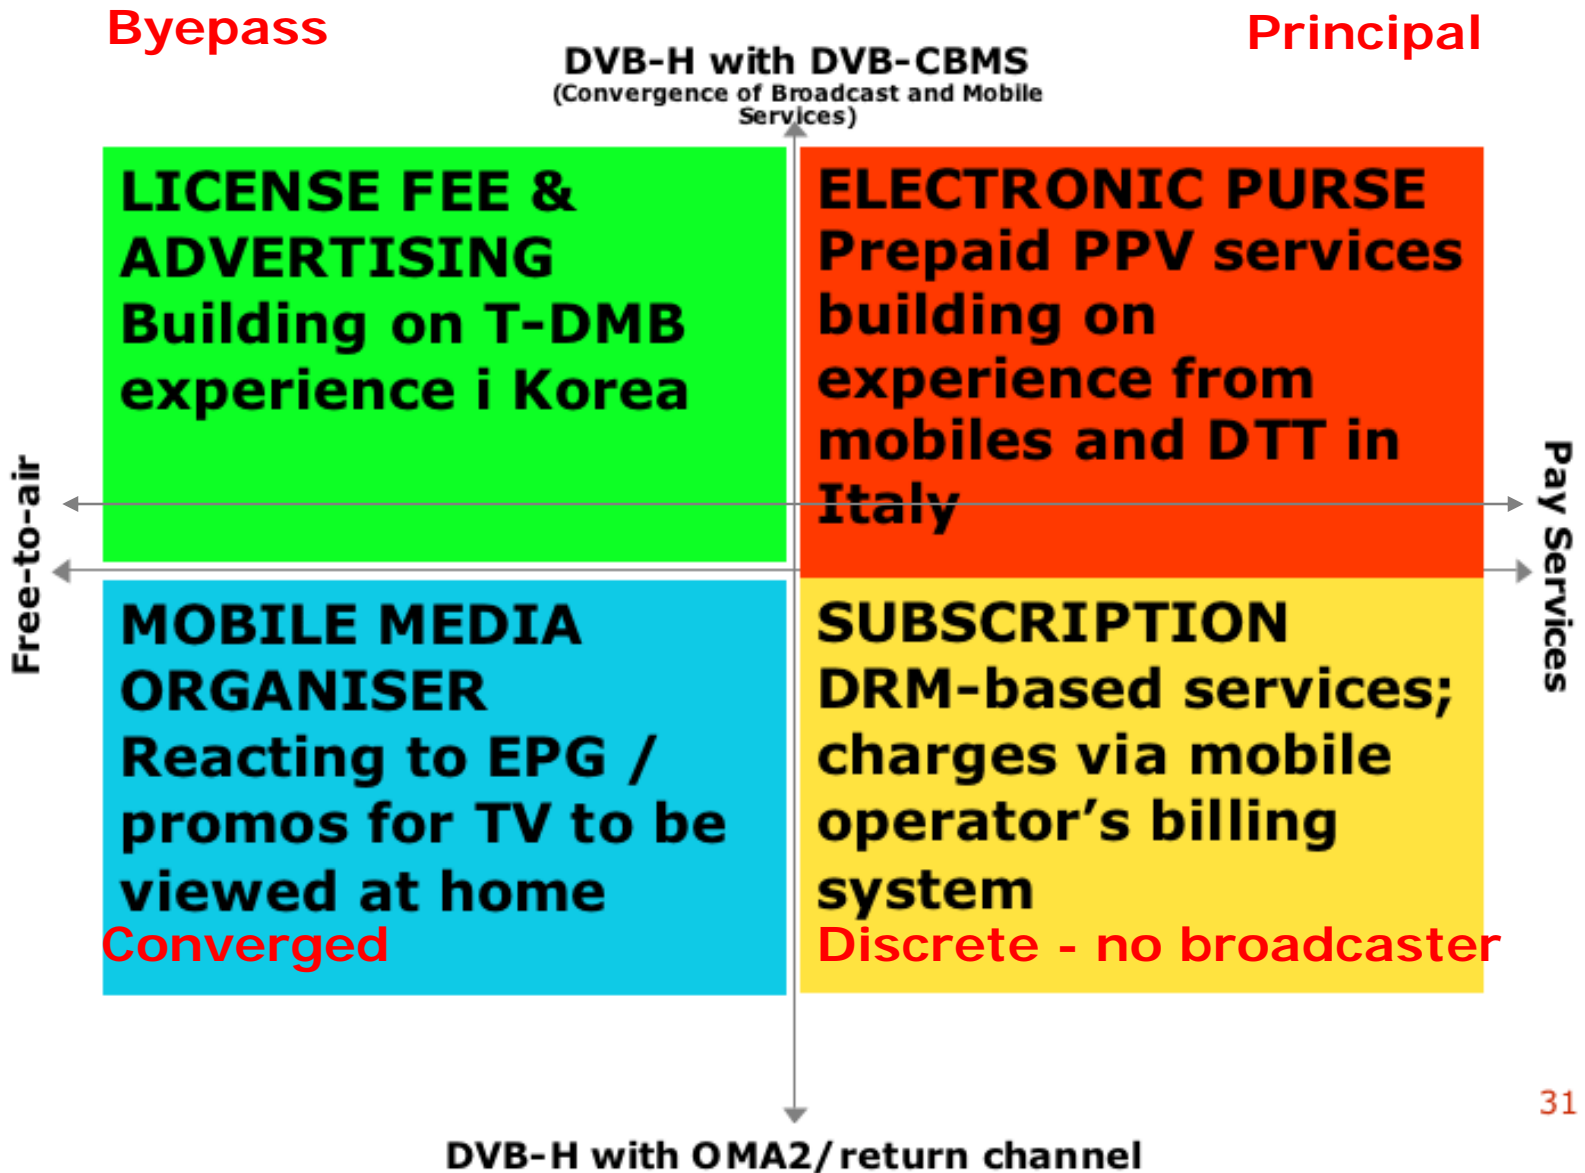 Byepass
Principal
DVB-H with DVB-CBMS
(Convergence of Broadcast and Mobile
Services)
LICENSE FEE &
ADVERTISING
Building on T-DMB
experience i Korea
ELECTRONIC PURSE
Prepaid PPV services
building on
experience from
mobiles and DTT in
Italy
Free-to-air
Pay Services
MOBILE MEDIA
ORGANISER
Reacting to EPG /
promos for TV to be
viewed at home
Converged
SUBSCRIPTION
DRM-based services;
charges via mobile
operator’s billing
system
Discrete - no broadcaster
31
DVB-H with OMA2/return channel